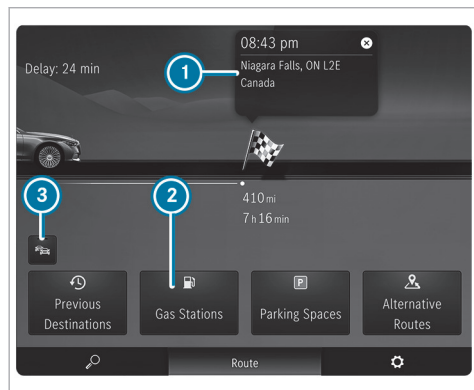 08:43 pm
Delay: 24 min
Niagara Falls, ON L2E
Canada
1
2
3
410 mi
7 h 16 min
Previous
Destinations
Gas Stations
P
Parking Spaces
Alternative
Routes
Route